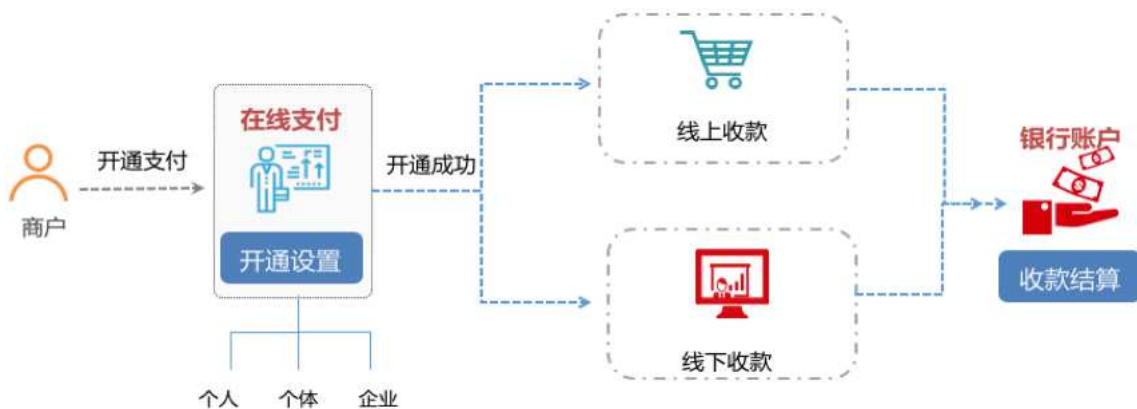 商户
开通支付
在线支付
开通设置
个人
个体
企业
开通成功
线上收款
线下收款
银行账户
收款结算